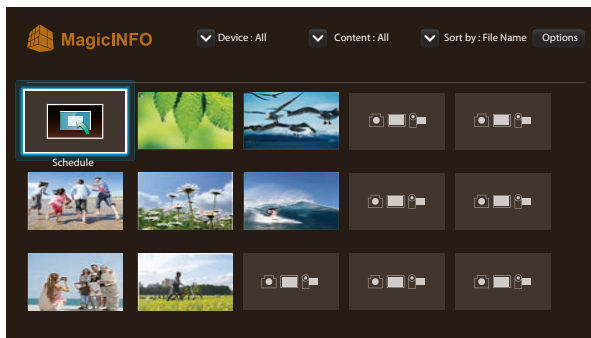 MagicINFO
Device : All
Content : All
Sort by : File Name
Options
Schedule